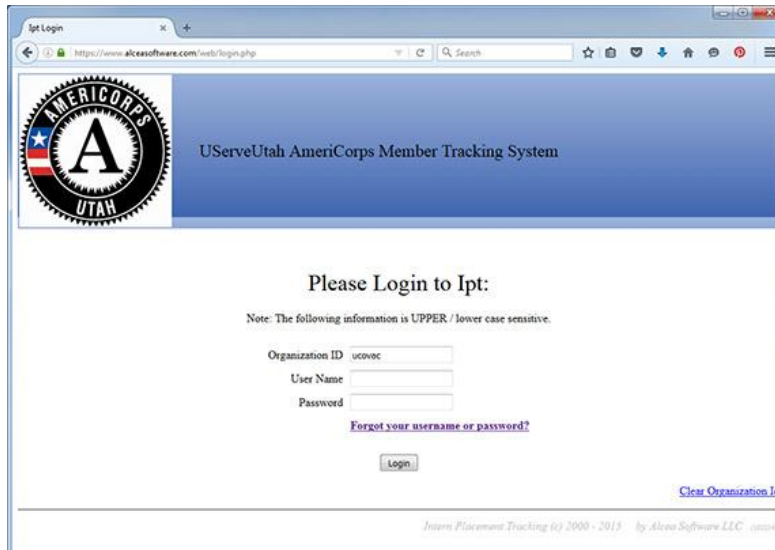 Ipt Login
https://www.alceasoftware.com/web/login.php
Search
AMERICORPS
A
UTAH
UServeUtah AmeriCorps Member Tracking System
Please Login to Ipt:
Note: The following information is UPPER / lower case sensitive.
Organization ID ucovac
User Name
Password
Forgot your username or password?
Login
Clear Organization
Intern Placement Tracking (c) 2000 - 2015 by Alcea Software LLC